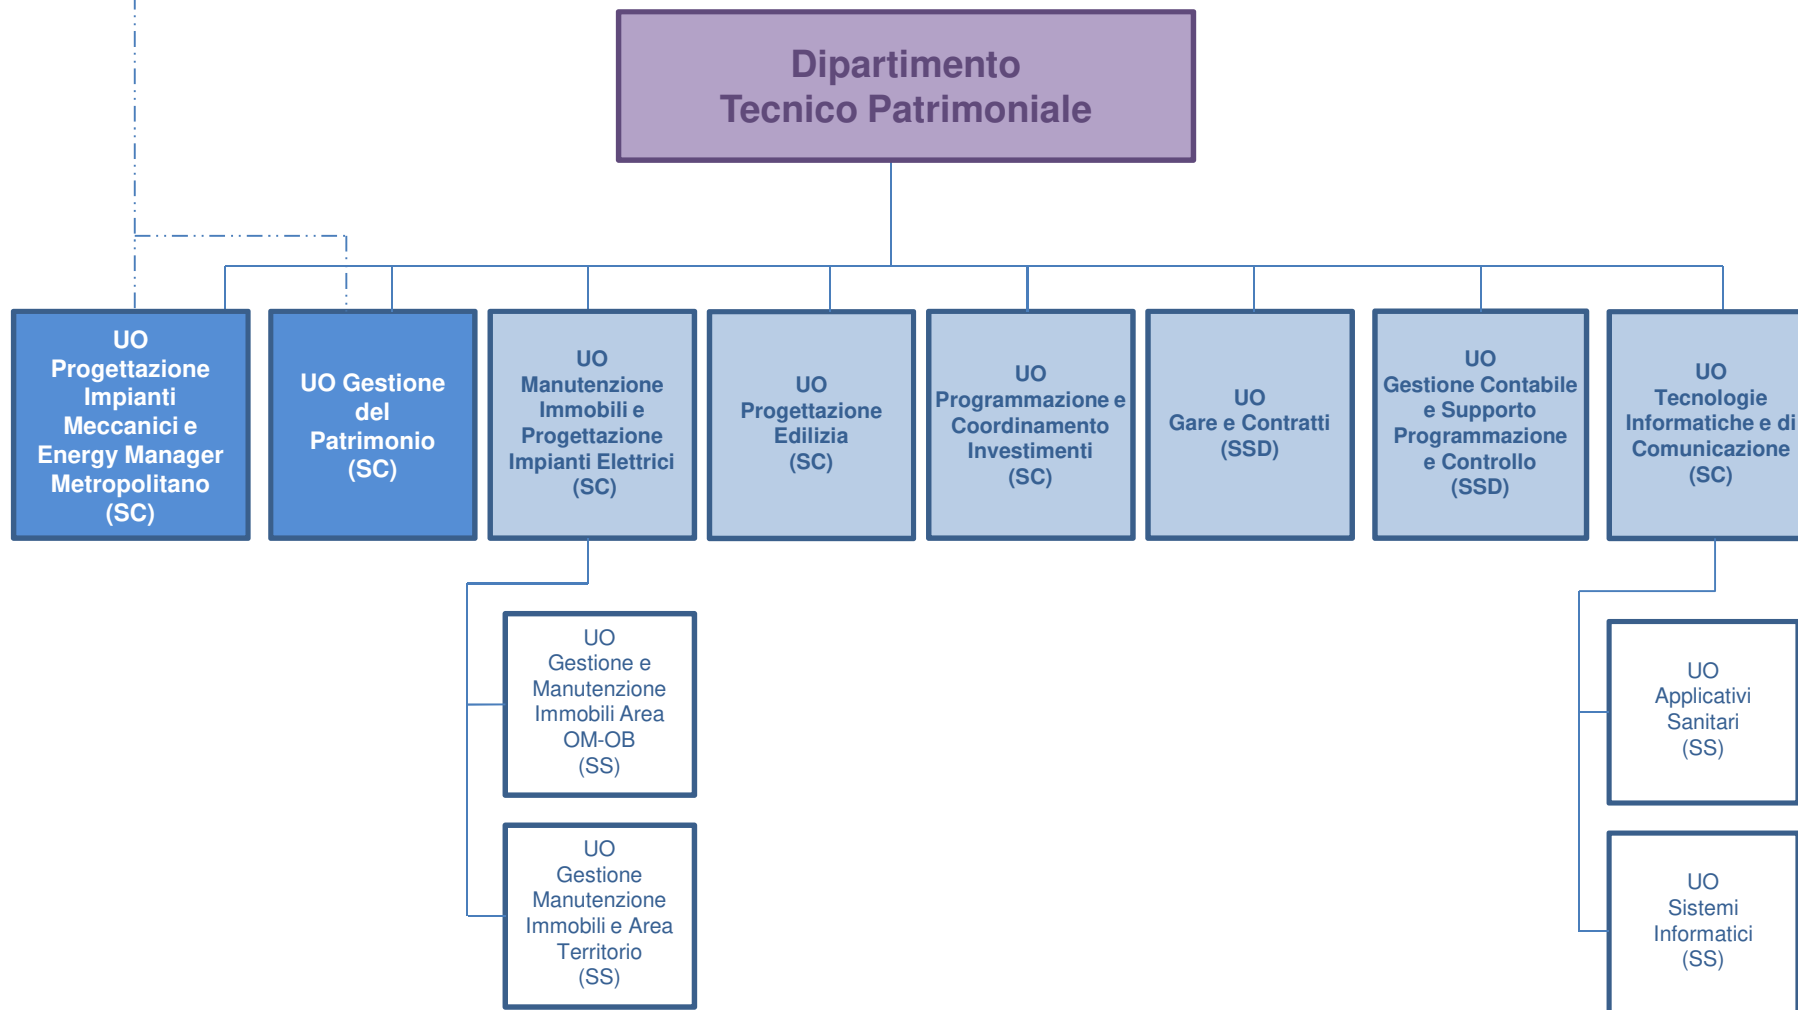 Dipartimento
Tecnico Patrimoniale
UO
Progettazione
Impianti
Meccanici e
Energy Manager
Metropolitano
(SC)
UO Gestione
del
Patrimonio
(SC)
UO
Manutenzione
Immobili e
Progettazione
Impianti Elettrici
(SC)
UO
Progettazione
Edilizia
(SC)
UO
Programmazione e
Coordinamento
Investimenti
(SC)
UO
Gare e Contratti
(SSD)
UO
Gestione Contabile
e Supporto
Programmazione
e Controllo
(SSD)
UO
Tecnologie
Informatiche e di
Comunicazione
(SC)
UO
Gestione e
Manutenzione
Immobili Area
OM-OB
(SS)
UO
Gestione
Manutenzione
Immobili e Area
Territorio
(SS)
UO
Applicativi
Sanitari
(SS)
UO
Sistemi
Informatici
(SS)